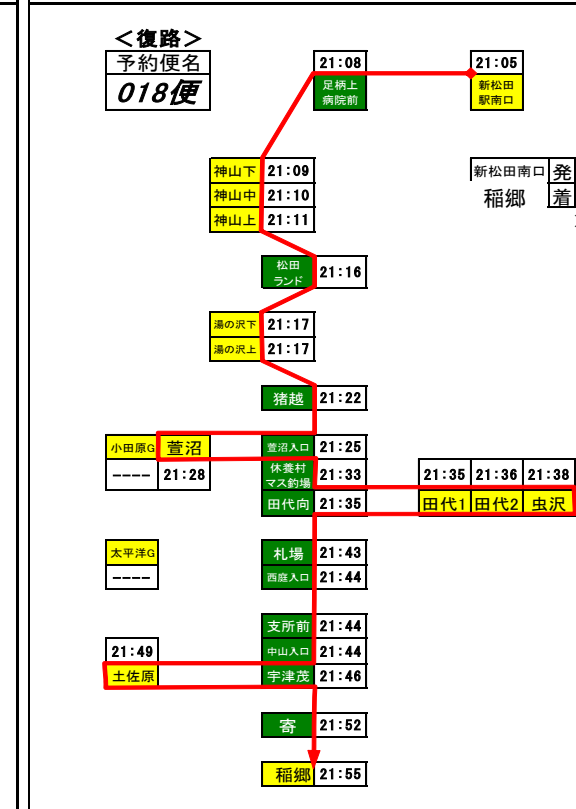 ＜復路＞
予約便名
018便
21:08
足柄上
病院前
21:05
新松田
駅南口
神山下 21:09
神山中 21:10
神山上 21:11
新松田南口 発
稲郷 着
松田
ランド
21:16
湯の沢下 21:17
湯の沢上 21:17
猪越 21:22
小田原G 萱沼 萱沼入口 21:25
---- 21:28
休養村
マス釣場
21:33
21:35 21:36 21:38
田代向 21:35
田代1 田代2 虫沢
太平洋G 札場 21:43
---- 西庭入口 21:44
支所前 21:44
21:49 中山入口 21:44
土佐原 宇津茂 21:46
寄 21:52
稲郷 21:55